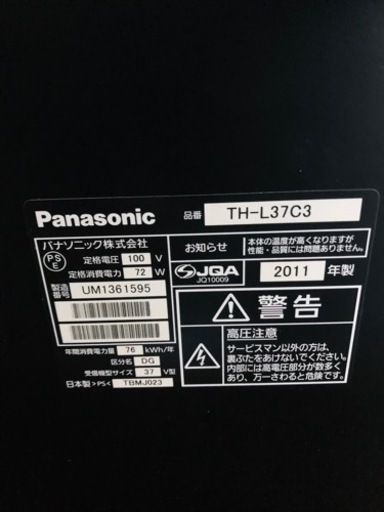 Panasonic
品番 TH-L37C3
パナソニック株式会社
PS
E
定格電圧 100 V
定格消費電力 72 W
製造番号 UM1361595
お知らせ
本体の温度が高くなりますが
性能・品質には問題ありません。
JQA
JQ10009
2011 年製
警告
高圧注意
サービスマン以外の方は、
裏ぶたをあけないでください。
内部には高電圧部分が数多く
あり、万一さわると危険です。
年間消費電力量 76 kWh/年
区分名 DG
受信機型サイズ 37 V型
日本製 >PS< TBMJ023